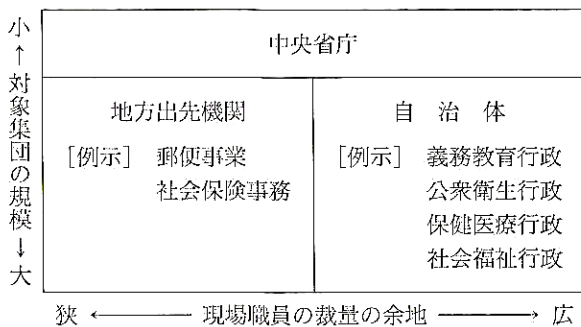 小←対象集団の規模→大
中央省庁
地方出先機関
［例示］ 郵便事業
社会保険事務
自治体
［例示］ 義務教育行政
公衆衛生行政
保健医療行政
社会福祉行政
狭←現場職員の裁量の余地→広